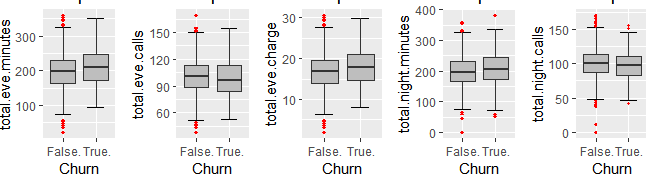 total.eve.minutes
300
200
100
False. True.
Churn
total.eve.calls
150
120
90
60
False. True.
Churn
total.eve.charge
30
20
10
False. True.
Churn
total.night.minutes
400
300
200
100
0
False. True.
Churn
total.night.calls
150
100
50
0
False. True.
Churn